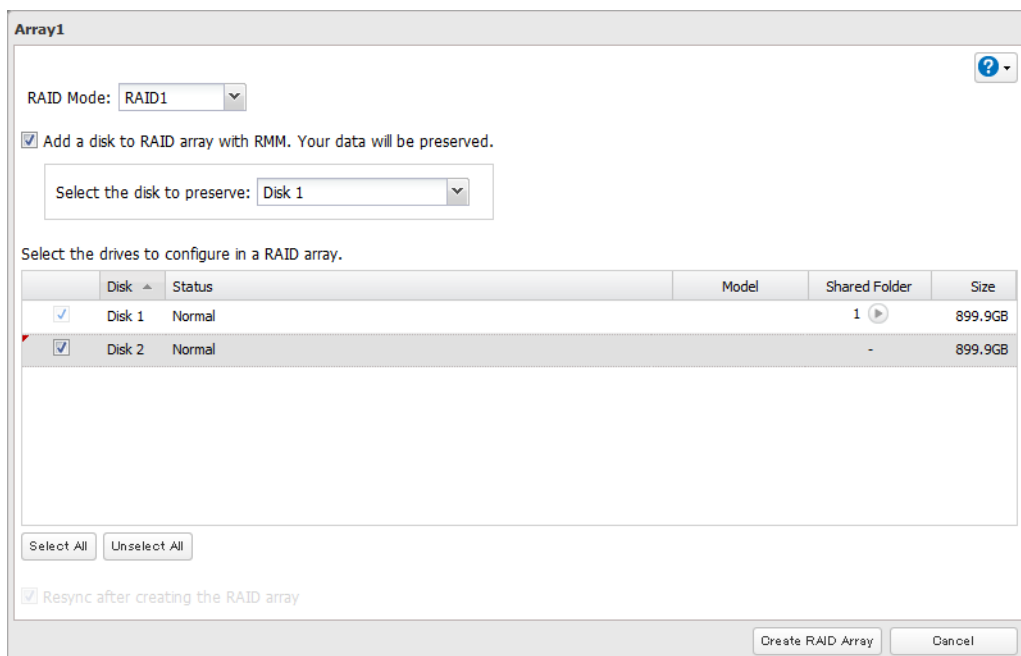 Array1
?
RAID Mode: RAID1
Add a disk to RAID array with RMM. Your data will be preserved.
Select the disk to preserve: Disk 1
Select the drives to configure in a RAID array.
Disk Status Model Shared Folder Size
Disk 1 Normal 1 899.9GB
Disk 2 Normal - 899.9GB
Select All Unselect All
Resync after creating the RAID array
Create RAID Array Cancel